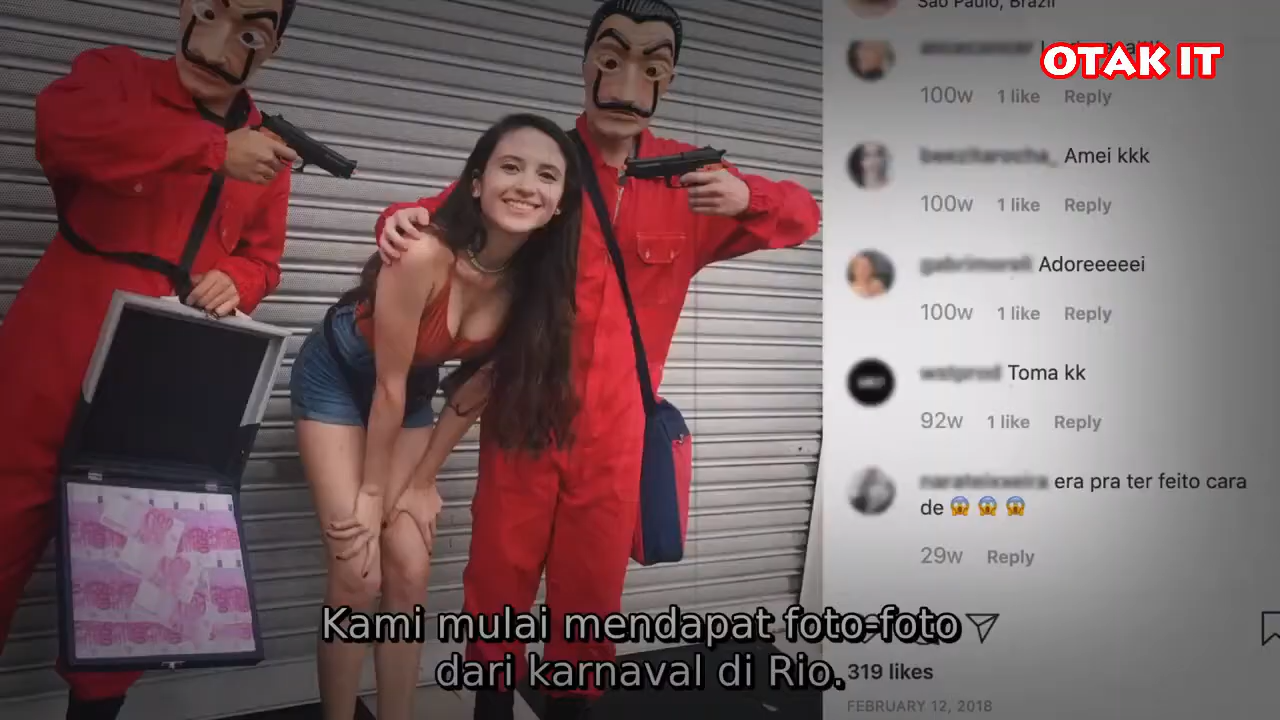 São Paulo, Brazil
OTAK IT
100w 1 like Reply
Amei kkk
100w 1 like Reply
Adoreeeeei
100w 1 like Reply
Toma kk
92w 1 like Reply
era pra ter feito cara
de 😱 😱 😱
29w Reply
Kami mulai mendapat foto-foto
dari karnaval di Rio.
319 likes
FEBRUARY 12, 2018